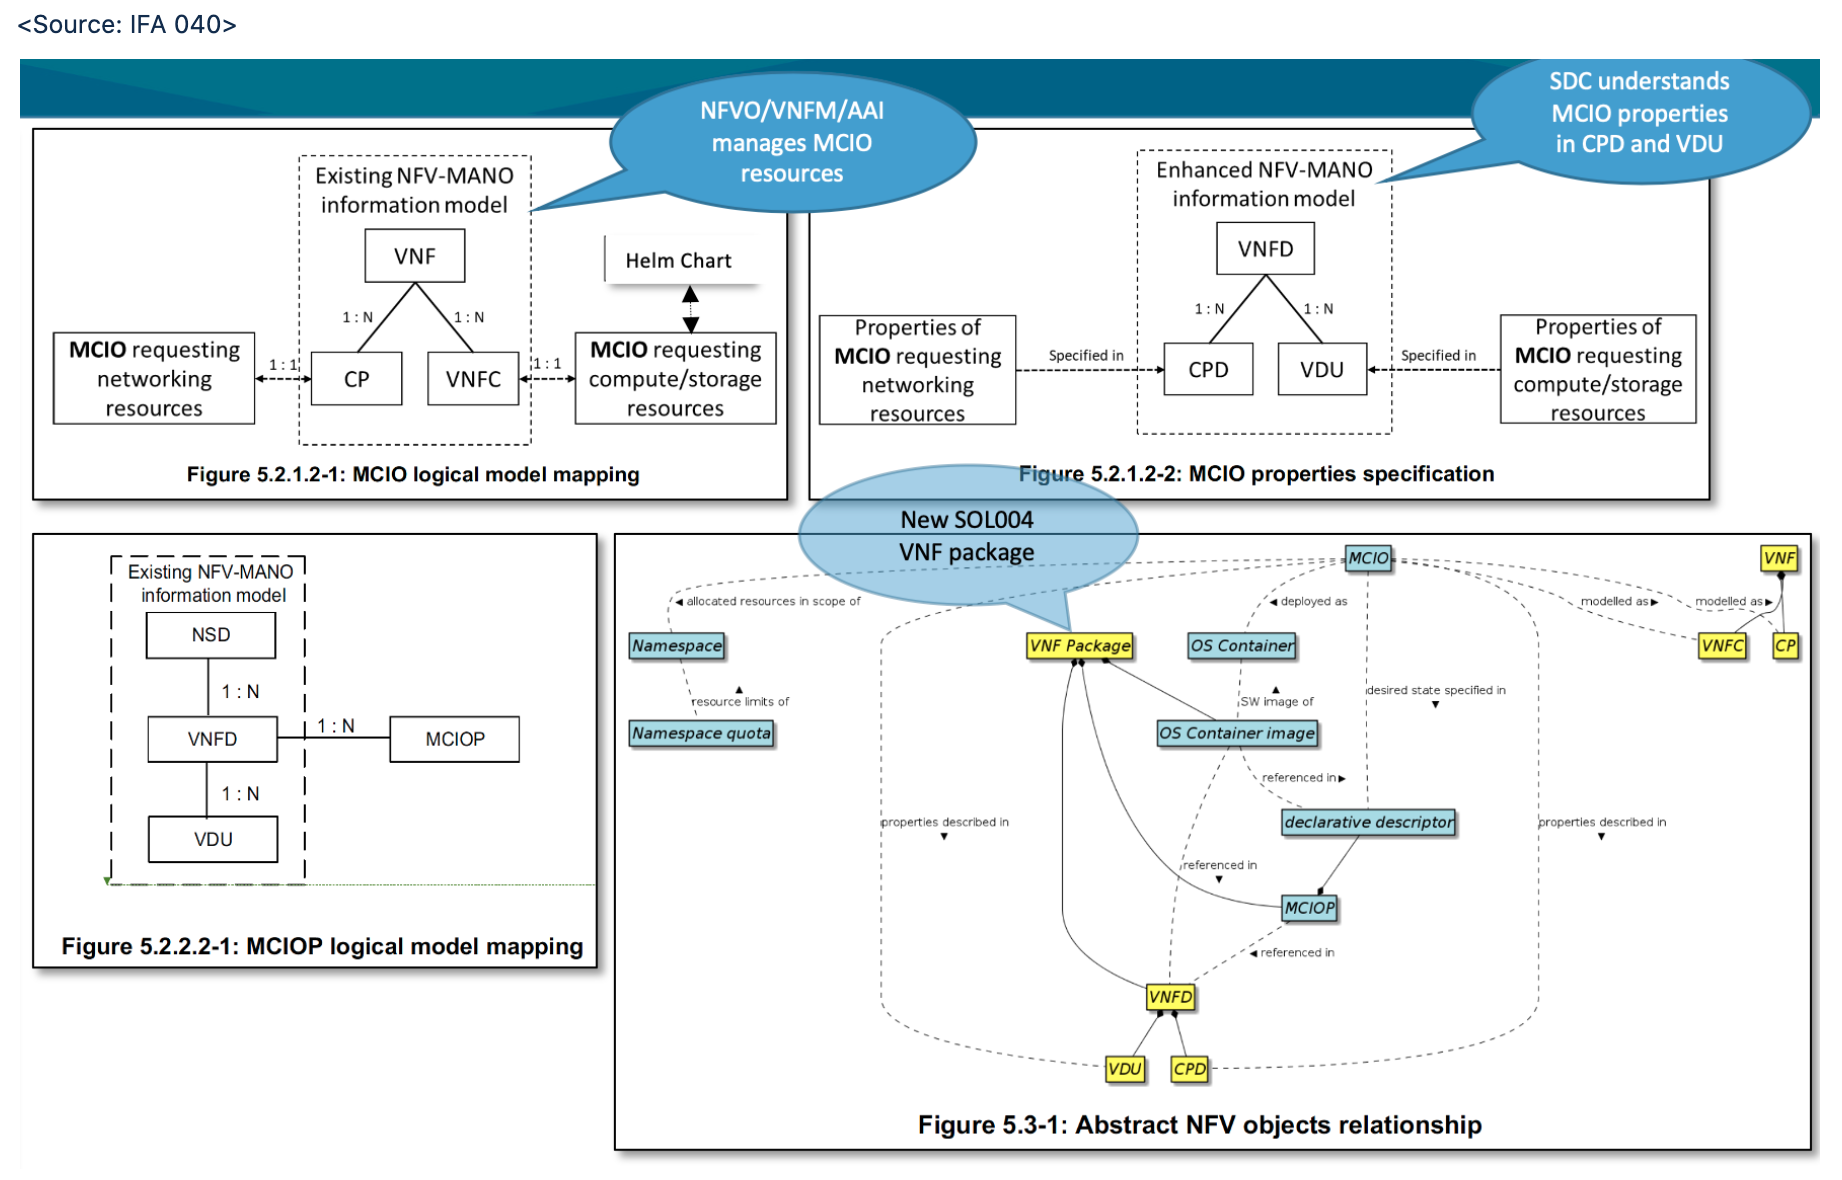 <Source: IFA 040>
NFVO/VNFM/AAI
manages MCIO
resources
SDC understands
MCIO properties
in CPD and VDU
Existing NFV-MANO
information model
VNF
1 : N
1 : N
CP
VNFC
MCIO requesting
networking
resources
1 : 1
1 : 1
Helm Chart
MCIO requesting
compute/storage
resources
Figure 5.2.1.2-1: MCIO logical model mapping
Enhanced NFV-MANO
information model
VNFD
1 : N
1 : N
CPD
VDU
Properties of
MCIO requesting
networking
resources
Specified in
Specified in
Properties of
MCIO requesting
compute/storage
resources
Figure 5.2.1.2-2: MCIO properties specification
Existing NFV-MANO
information model
NSD
1 : N
VNFD
1 : N
MCIOP
1 : N
VDU
Figure 5.2.2.2-1: MCIOP logical model mapping
New SOL004
VNF package
MCIO
VNF
◄ allocated resources in scope of
◄ deployed as
modelled as►
modelled as►
Namespace
VNF Package
OS Container
VNFC
CP
▲
resource limits of
▲
SW image of
desired state specified in
▼
Namespace quota
OS Container image
referenced in►
properties described in
▼
declarative descriptor
properties described in
▼
referenced in
▼
MCIOP
◄ referenced in
VNFD
VDU
CPD
Figure 5.3-1: Abstract NFV objects relationship